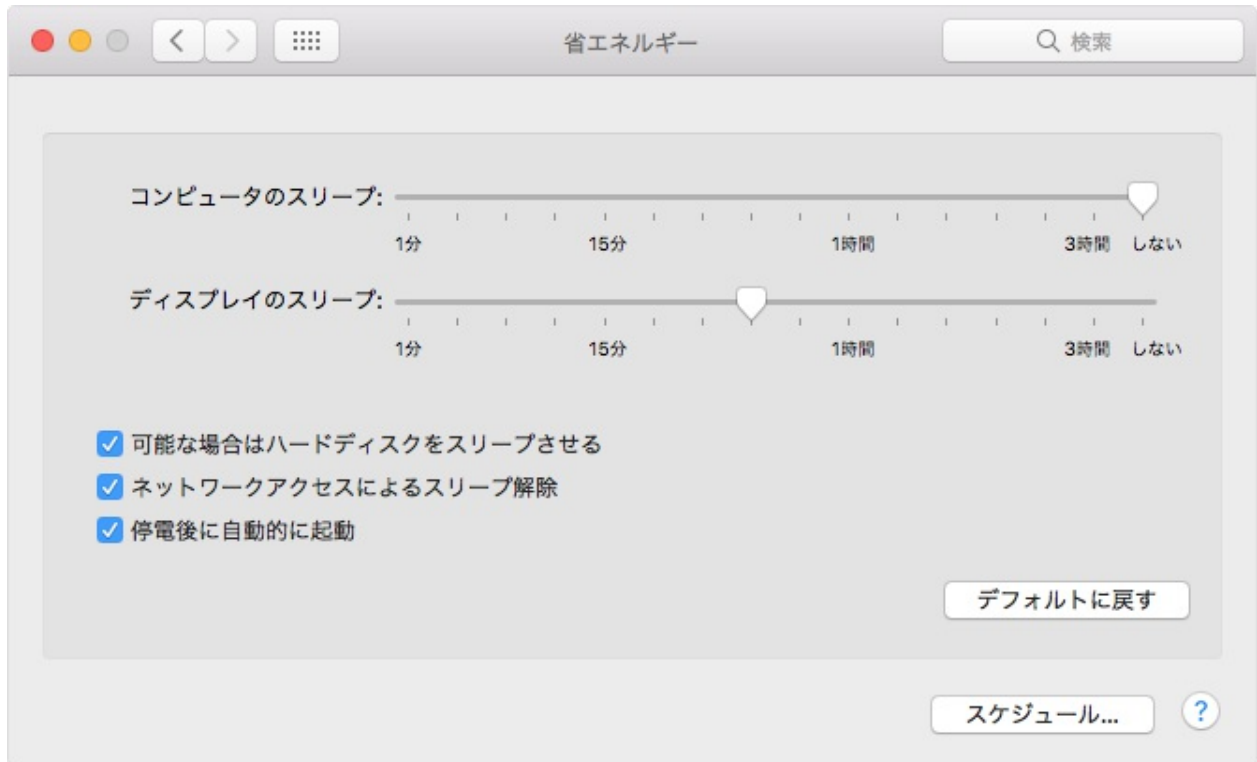 省エネルギー
検索
コンピュータのスリープ:
1分 15分 1時間 3時間 しない
ディスプレイのスリープ:
1分 15分 1時間 3時間 しない
可能な場合はハードディスクをスリープさせる
ネットワークアクセスによるスリープ解除
停電後に自動的に起動
デフォルトに戻す
スケジュール... ?